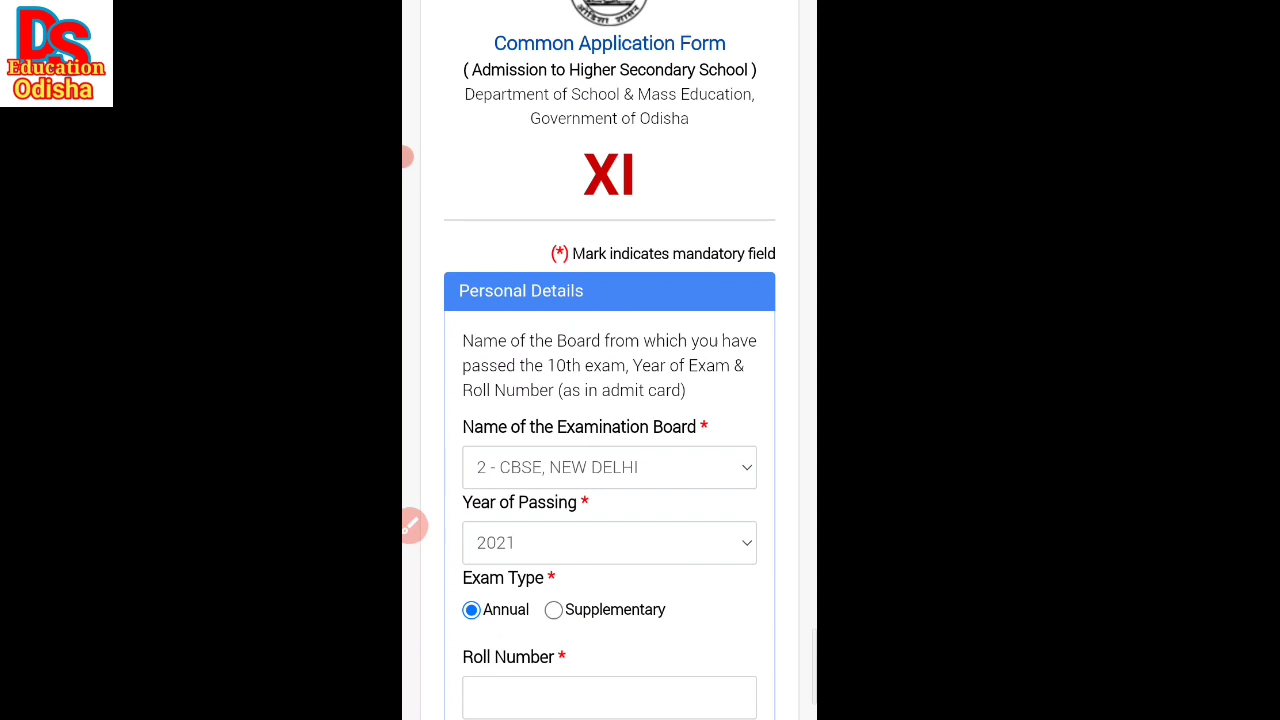 DS
Education
Odisha
ओड़िशा शासन
Common Application Form
( Admission to Higher Secondary School )
Department of School & Mass Education,
Government of Odisha
XI
(*) Mark indicates mandatory field
Personal Details
Name of the Board from which you have
passed the 10th exam, Year of Exam &
Roll Number (as in admit card)
Name of the Examination Board *
2 - CBSE, NEW DELHI
Year of Passing *
2021
Exam Type *
Annual Supplementary
Roll Number *